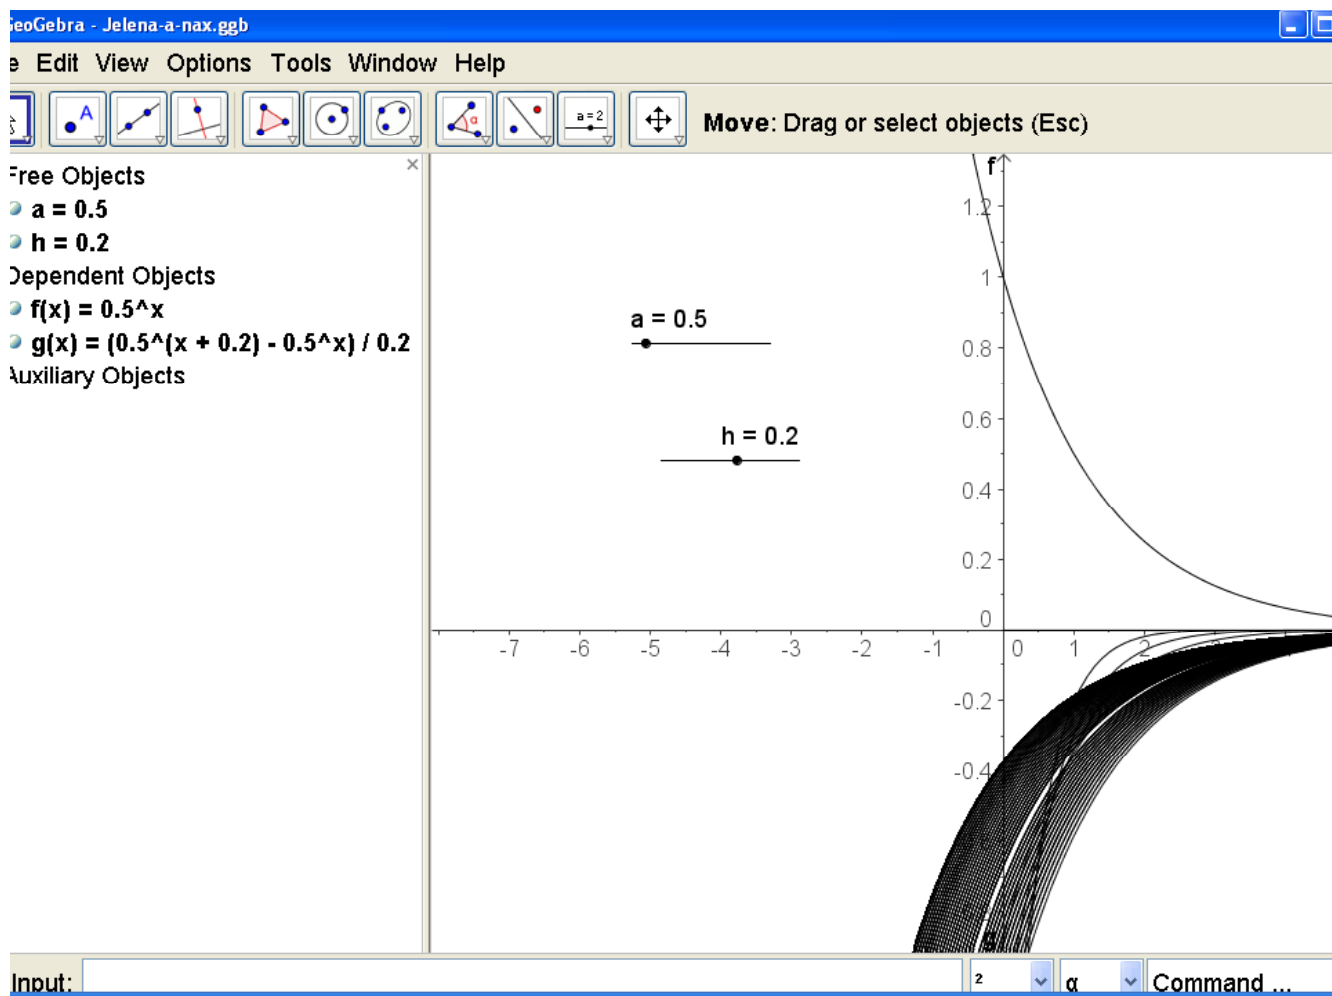 GeoGebra - Jelena-a-nax.ggb
e Edit View Options Tools Window Help
A
α
a = 2
Move: Drag or select objects (Esc)
Free Objects
a = 0.5
h = 0.2
Dependent Objects
f(x) = 0.5^x
g(x) = (0.5^(x + 0.2) - 0.5^x) / 0.2
Auxiliary Objects
a = 0.5
h = 0.2
f
1.2
1
0.8
0.6
0.4
0.2
0
-7 -6 -5 -4 -3 -2 -1 0 1 2
-0.2
-0.4
g
Input:
²
α
Command ...